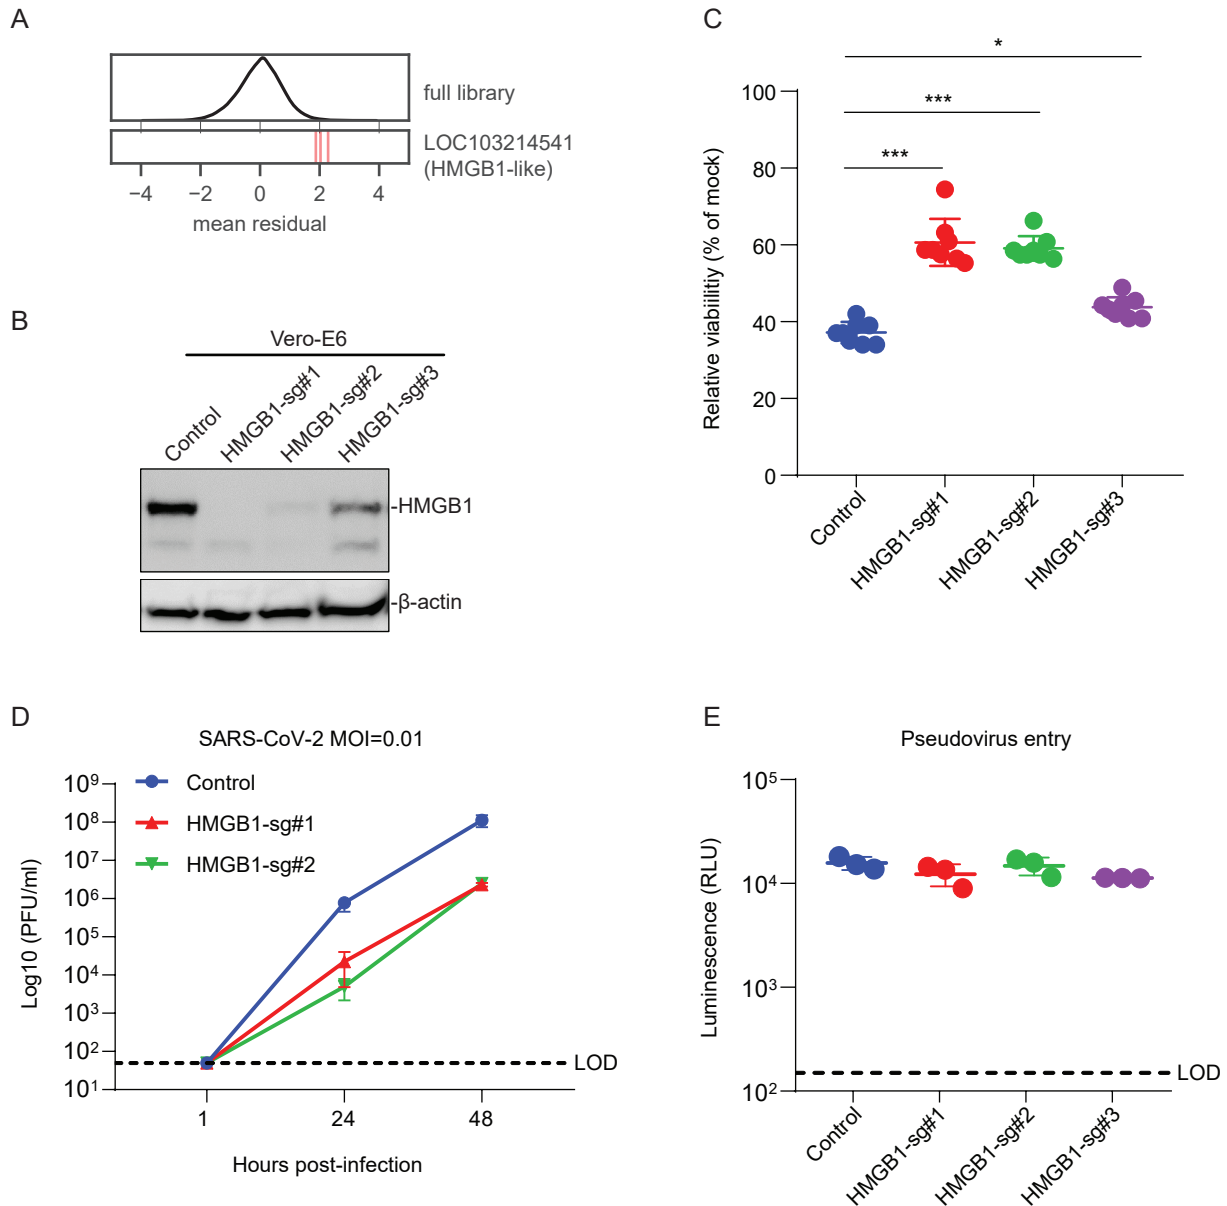 A
full library
LOC103214541
(HMGB1-like)
−4 −2 0 2 4
mean residual
B
Vero-E6
Control HMGB1-sg#1 HMGB1-sg#2 HMGB1-sg#3
-HMGB1
-β-actin
C
*
***
***
100
80
60
40
20
0
Relative viabiility (% of mock)
Control HMGB1-sg#1 HMGB1-sg#2 HMGB1-sg#3
D
SARS-CoV-2 MOI=0.01
Control
HMGB1-sg#1
HMGB1-sg#2
10⁹
10⁸
10⁷
10⁶
10⁵
10⁴
10³
10²
10¹
Log10 (PFU/ml)
LOD
1 24 48
Hours post-infection
E
Pseudovirus entry
10⁵
10⁴
10³
10²
Luminescence (RLU)
LOD
Control HMGB1-sg#1 HMGB1-sg#2 HMGB1-sg#3